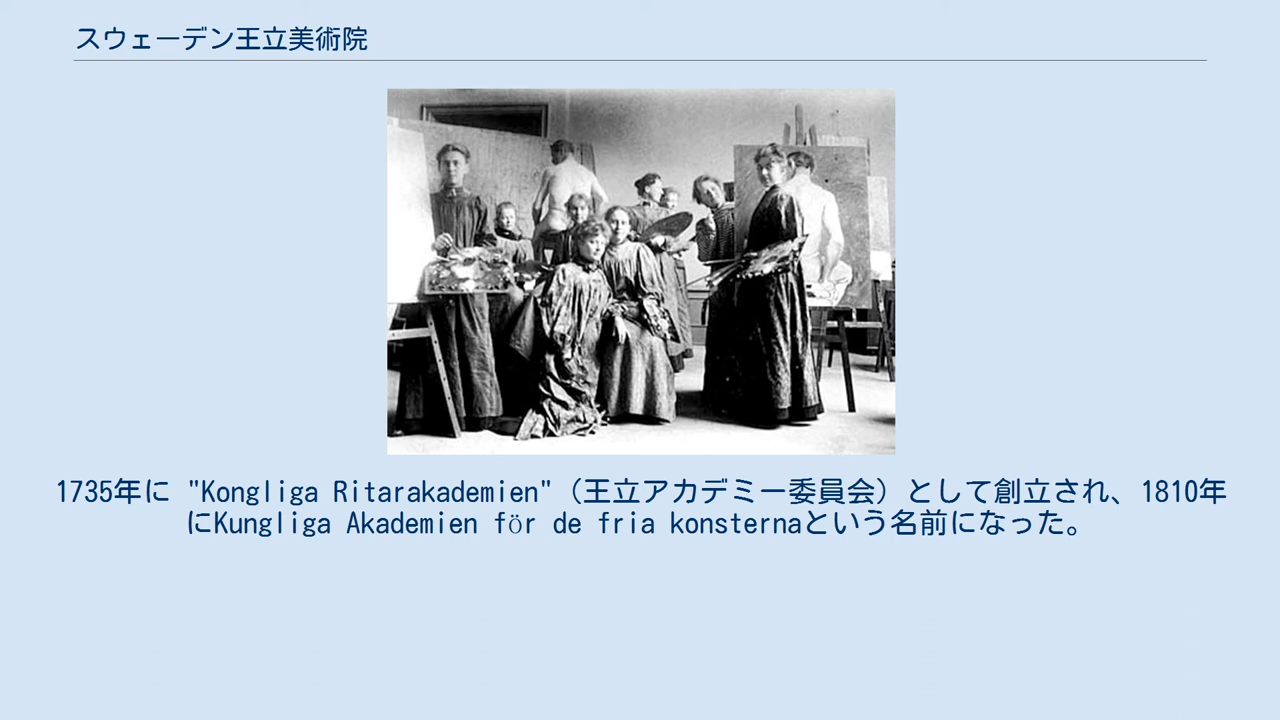 スウェーデン王立美術院
1735年に "Kongliga Ritarakademien"（王立アカデミー委員会）として創立され、1810年
にKungliga Akademien för de fria konsternaという名前になった。